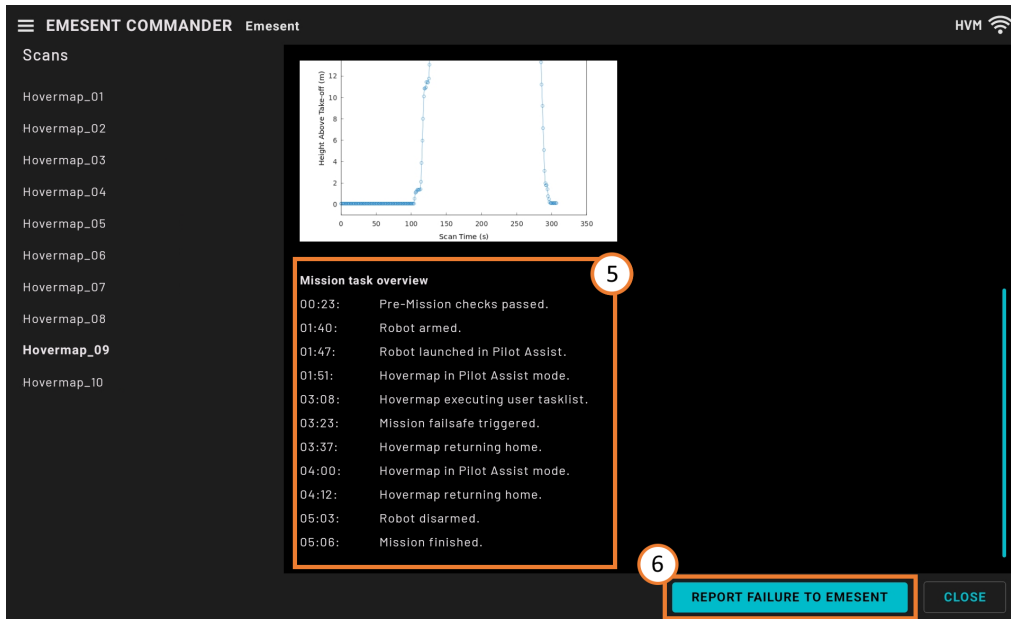 EMESENT COMMANDER Emesent
HVM
Scans
Hovermap_01
Hovermap_02
Hovermap_03
Hovermap_04
Hovermap_05
Hovermap_06
Hovermap_07
Hovermap_08
Hovermap_09
Hovermap_10
Height Above Take-off (m)
12
10
8
6
4
2
0
0 50 100 150 200 250 300 350
Scan Time (s)
5
Mission task overview
00:23: Pre-Mission checks passed.
01:40: Robot armed.
01:47: Robot launched in Pilot Assist.
01:51: Hovermap in Pilot Assist mode.
03:08: Hovermap executing user tasklist.
03:23: Mission failsafe triggered.
03:37: Hovermap returning home.
04:00: Hovermap in Pilot Assist mode.
04:12: Hovermap returning home.
05:03: Robot disarmed.
05:06: Mission finished.
6
REPORT FAILURE TO EMESENT
CLOSE